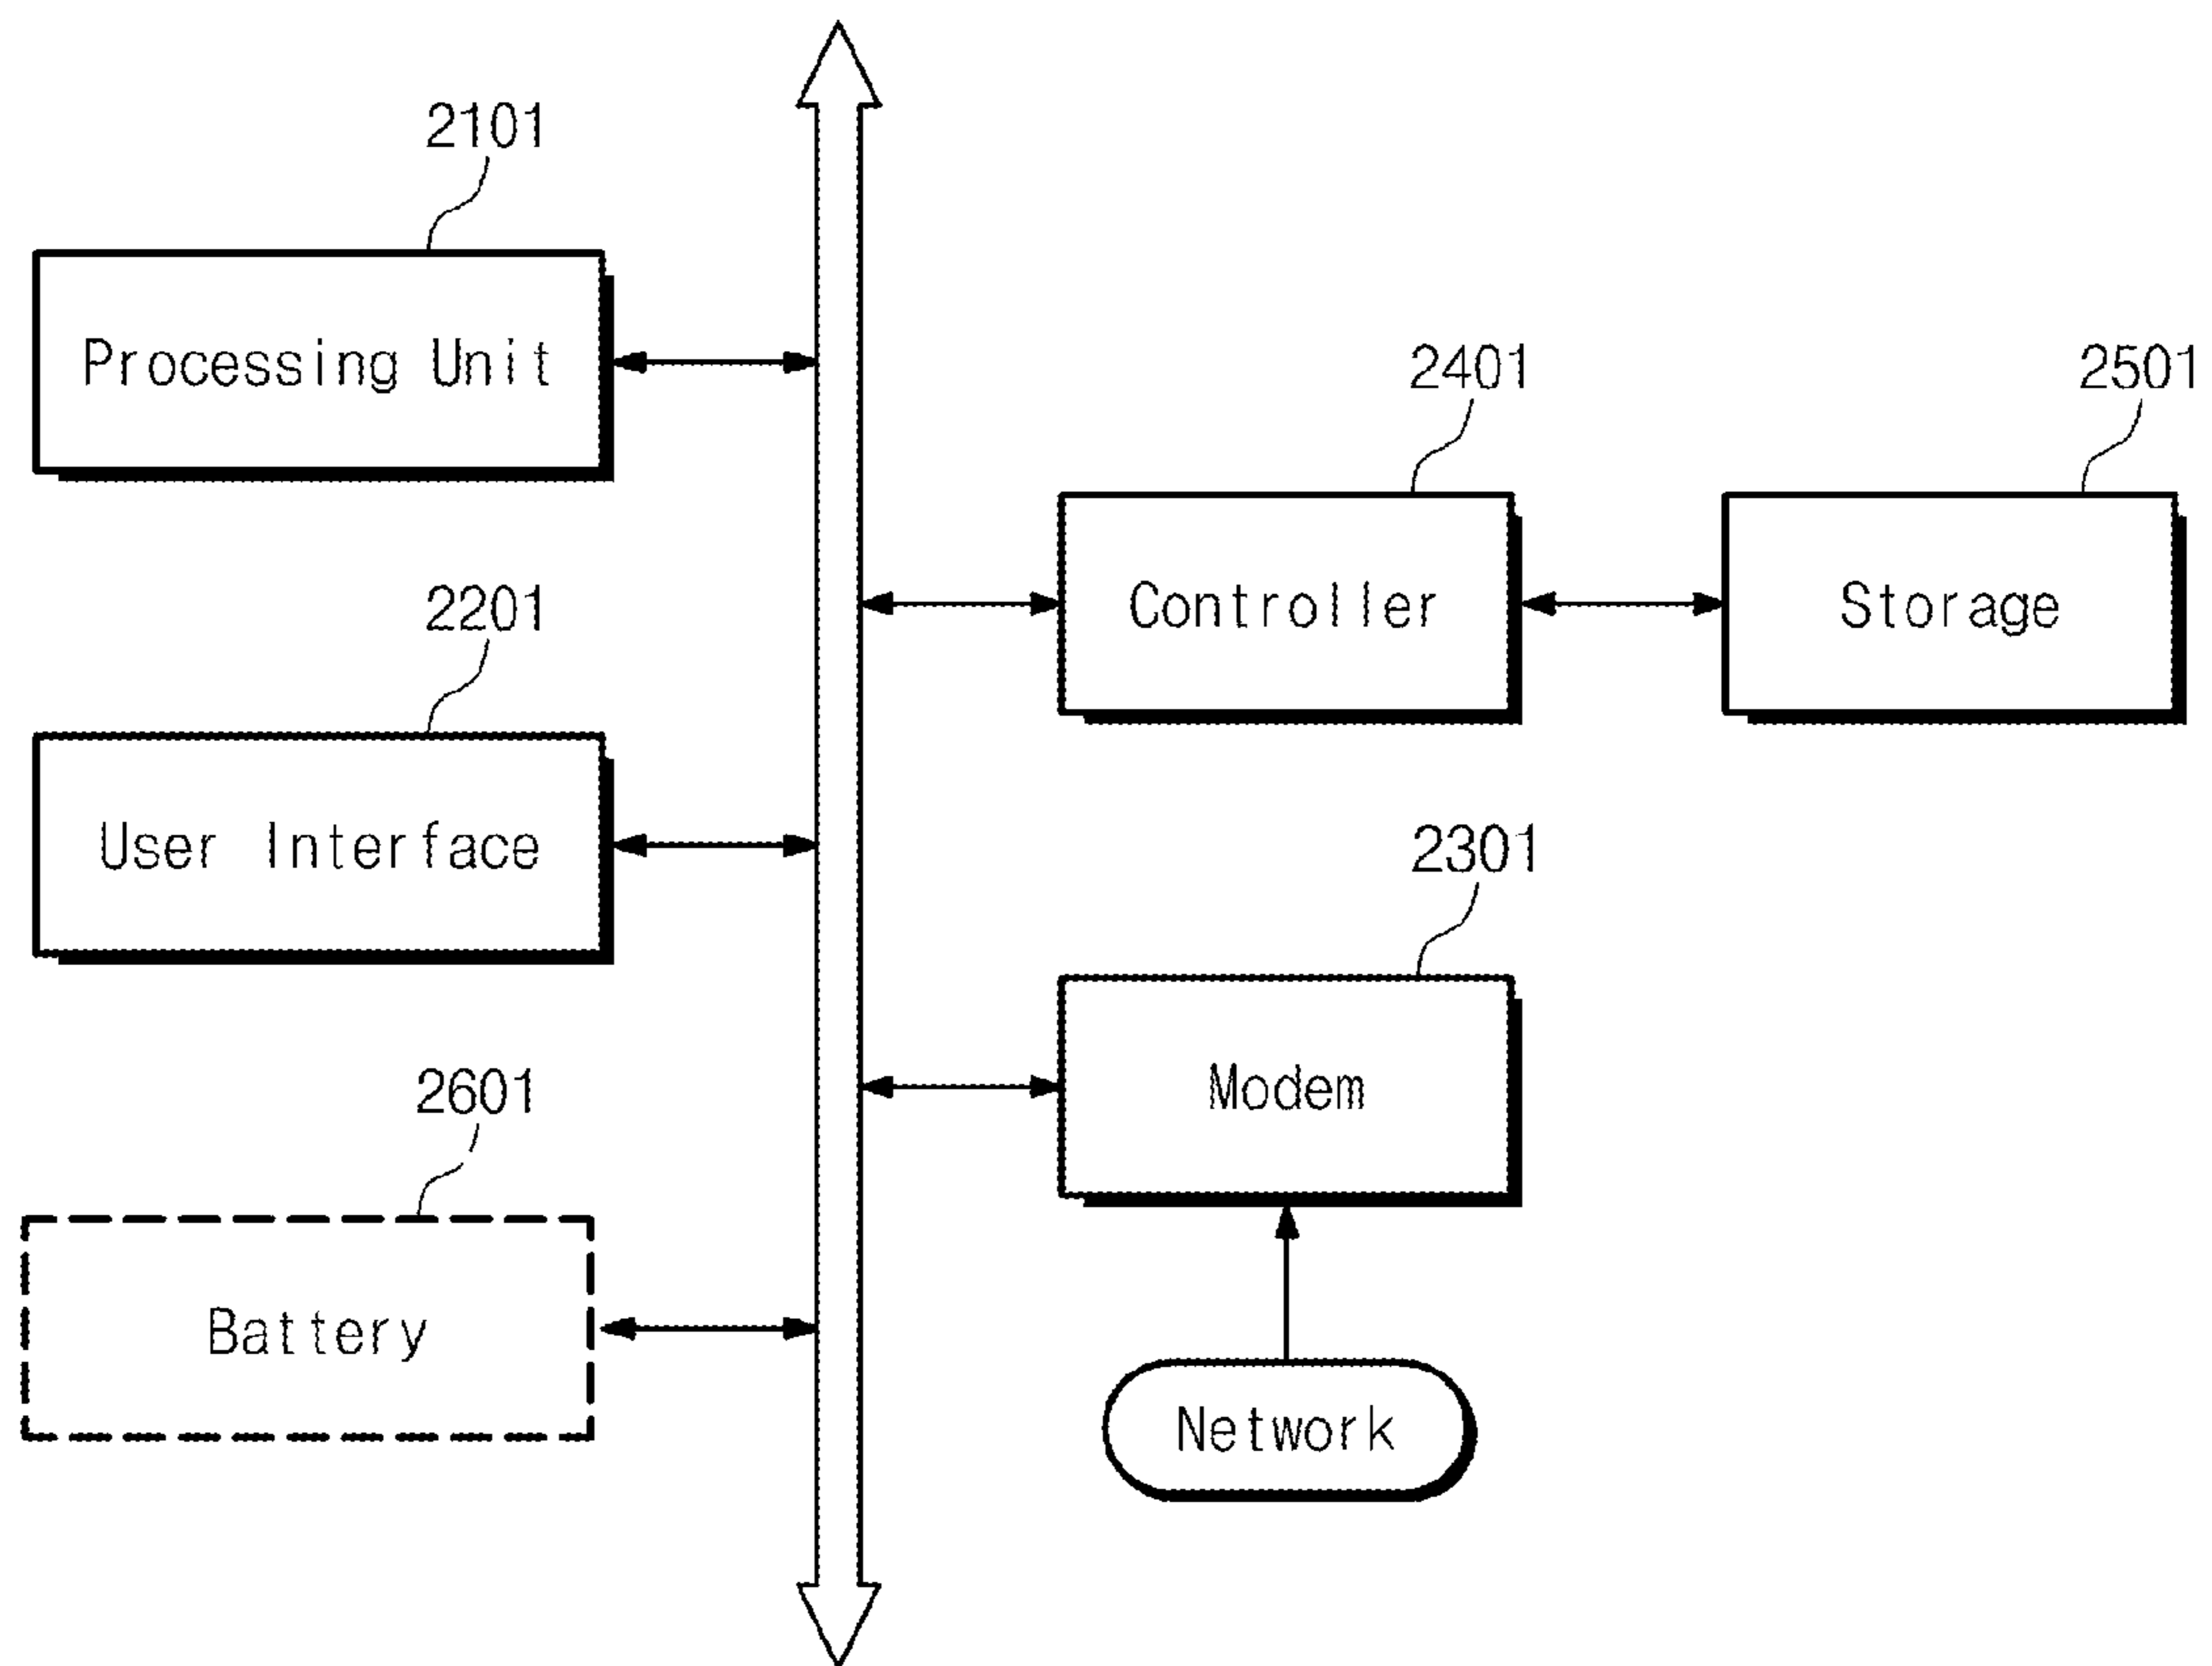 2101
Processing Unit
2401
2501
Controller
Storage
2201
User Interface
2301
Modem
2601
Battery
Network